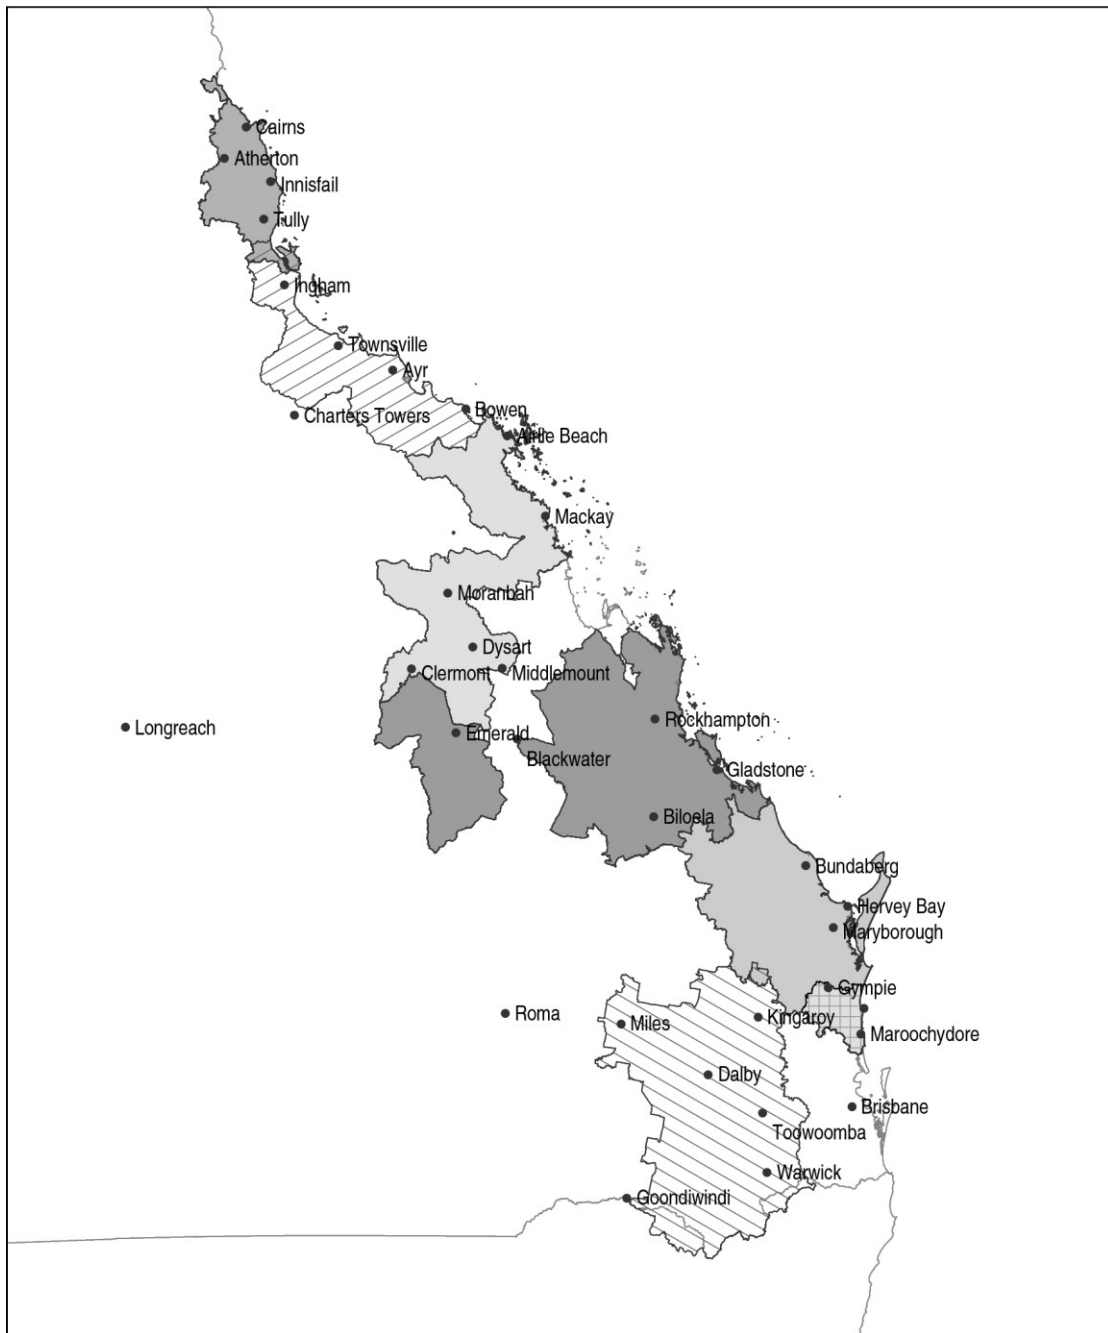 Cairns
Atherton
Innisfail
Tully
Ingham
Townsville
Ayr
Charters Towers
Bowen
Airlie Beach
Mackay
Moranbah
Dysart
Clermont
Middlemount
Longreach
Rockhampton
Emerald
Blackwater
Gladstone
Biloela
Bundaberg
Hervey Bay
Maryborough
Gympie
Roma
Miles
Kingaroy
Maroochydore
Dalby
Brisbane
Toowoomba
Warwick
Goondiwindi